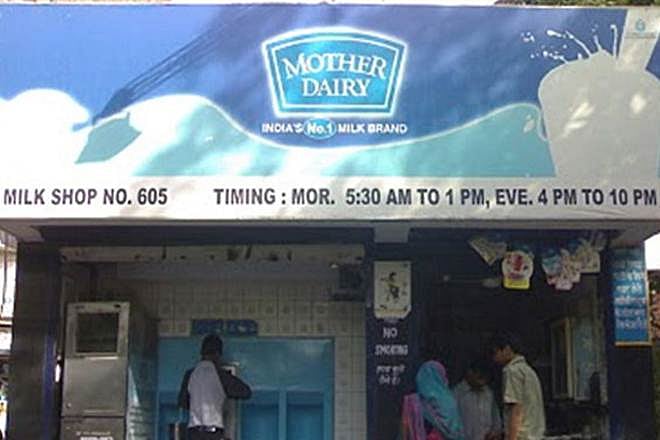 MOTHER
DAIRY
INDIA'S No.1 MILK BRAND
MILK SHOP NO. 605 TIMING : MOR. 5:30 AM TO 1 PM, EVE. 4 PM TO 10 PM
NO
SMOKING